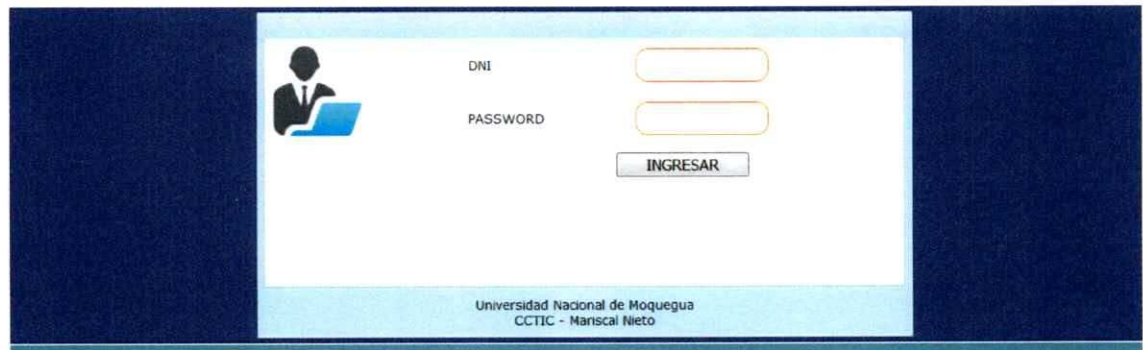 DNI
PASSWORD
INGRESAR
Universidad Nacional de Moquegua
CCTIC - Mariscal Nieto